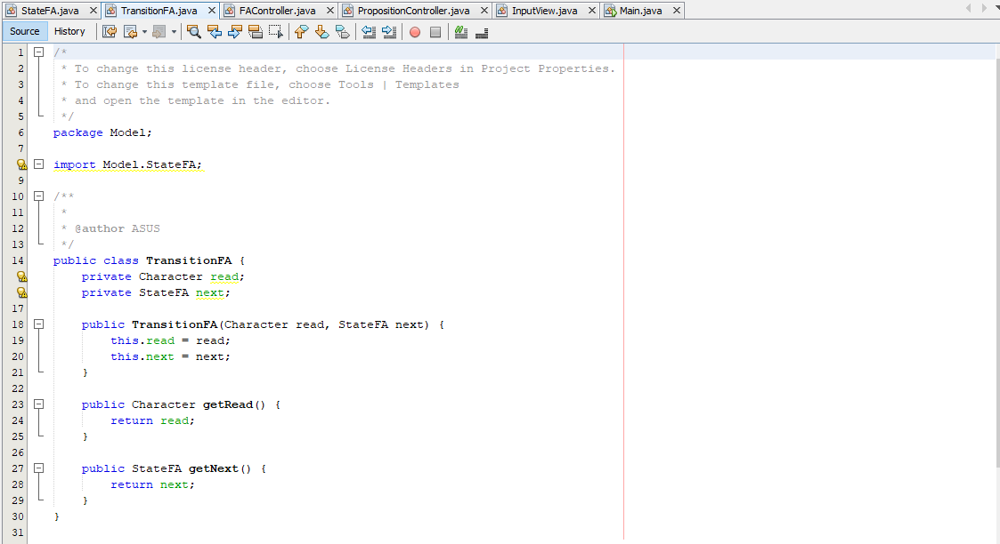 StateFA.java TransitionFA.java FAController.java PropositionController.java InputView.java Main.java
Source History
1 /*
2  * To change this license header, choose License Headers in Project Properties.
3  * To change this template file, choose Tools | Templates
4  * and open the template in the editor.
5  */
6 package Model;
7
import Model.StateFA;
9
10 /**
11  *
12  * @author ASUS
13  */
14 public class TransitionFA {
    private Character read;
    private StateFA next;
17
18     public TransitionFA(Character read, StateFA next) {
19         this.read = read;
20         this.next = next;
21     }
22
23     public Character getRead() {
24         return read;
25     }
26
27     public StateFA getNext() {
28         return next;
29     }
30 }
31